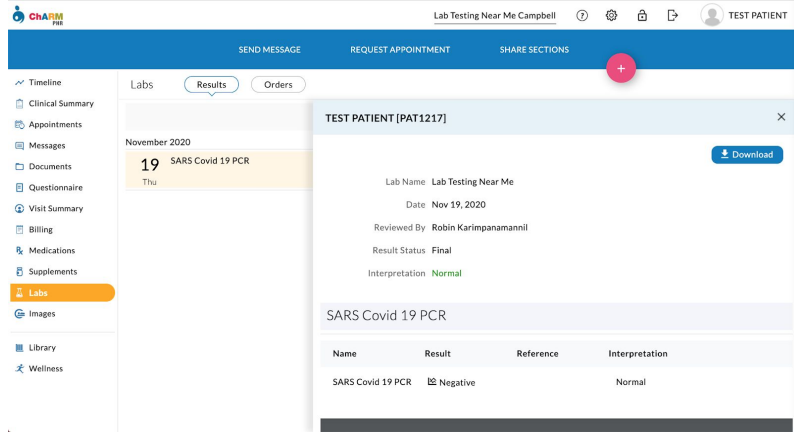 ChARM
PHR
Lab Testing Near Me Campbell
?
TEST PATIENT
SEND MESSAGE
REQUEST APPOINTMENT
SHARE SECTIONS
+
Timeline
Clinical Summary
Appointments
Messages
Documents
Questionnaire
Visit Summary
Billing
Medications
Supplements
Labs
Images
Library
Wellness
Labs
Results
Orders
November 2020
19 SARS Covid 19 PCR
Thu
TEST PATIENT [PAT1217]
Download
Lab Name Lab Testing Near Me
Date Nov 19, 2020
Reviewed By Robin Karimpanamannil
Result Status Final
Interpretation Normal
SARS Covid 19 PCR
Name Result Reference Interpretation
SARS Covid 19 PCR Negative Normal